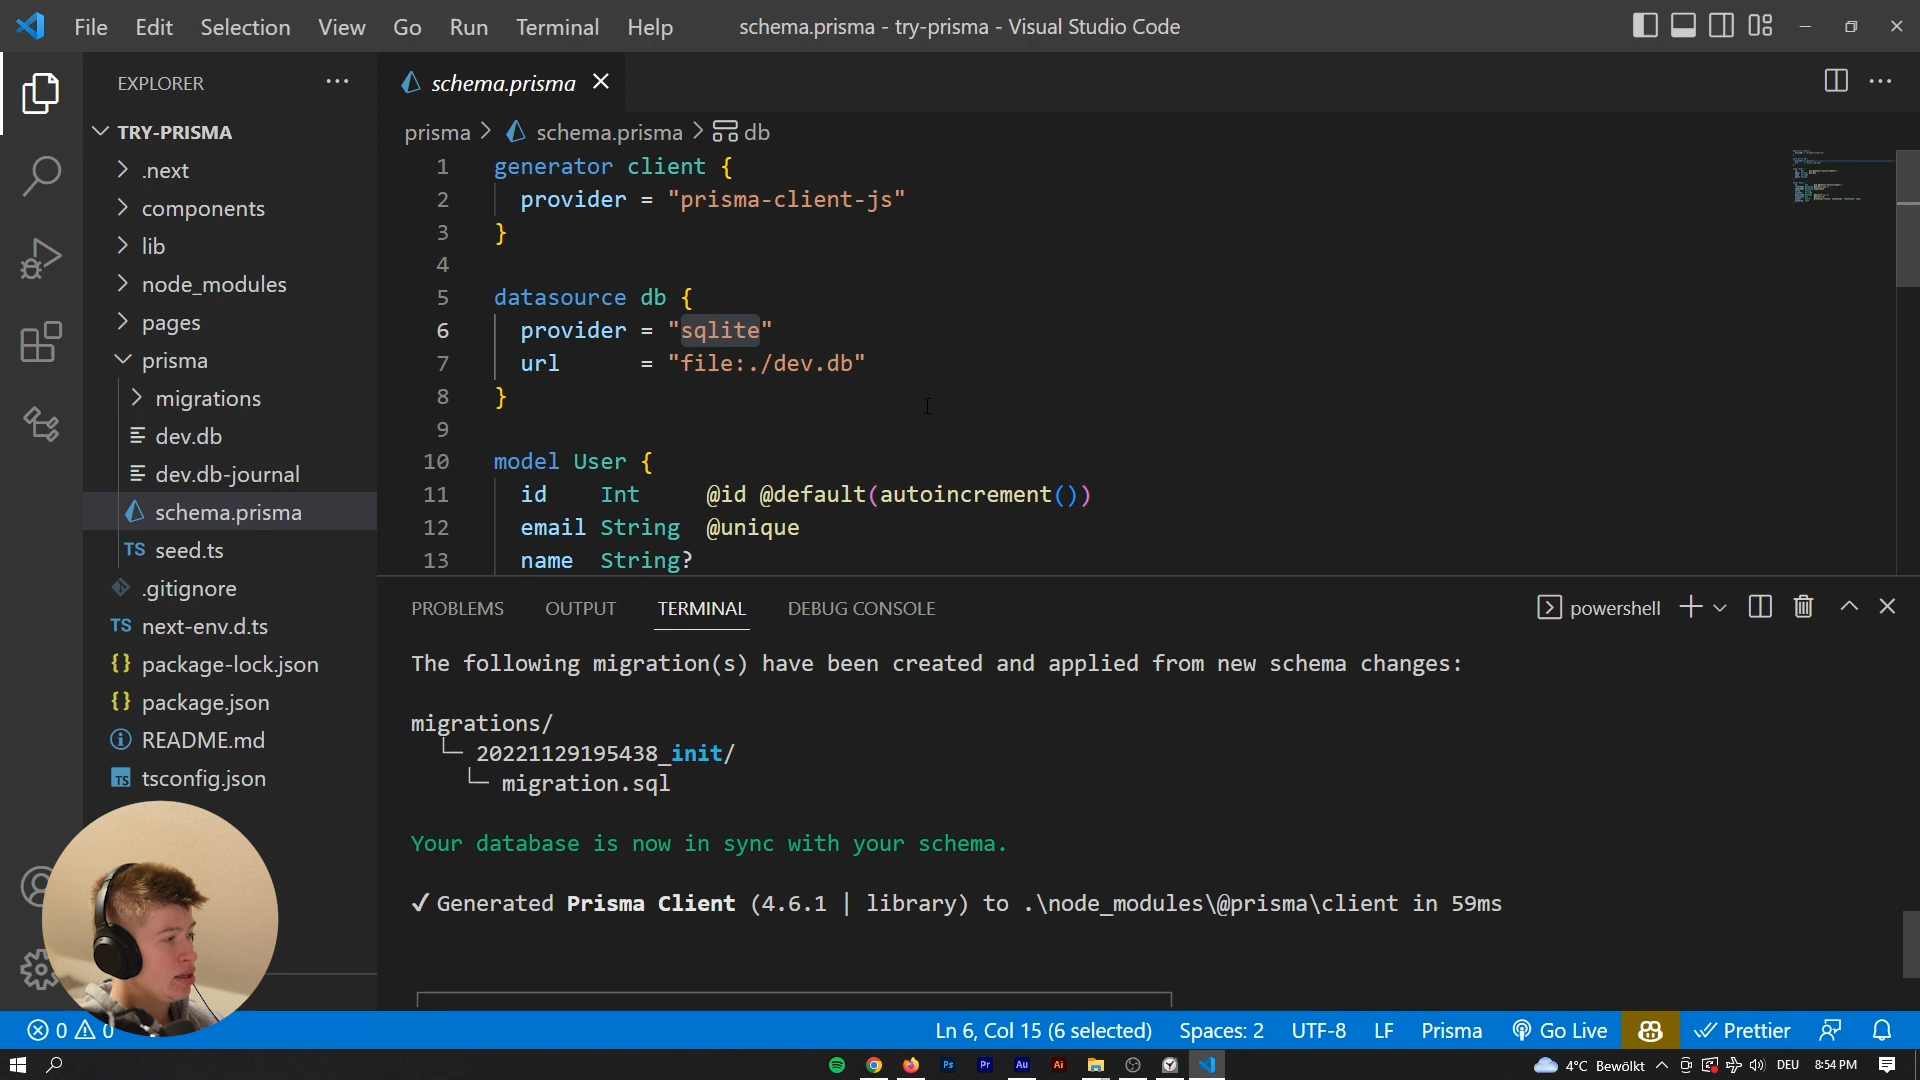 File Edit Selection View Go Run Terminal Help
schema.prisma - try-prisma - Visual Studio Code
EXPLORER
TRY-PRISMA
.next
components
lib
node_modules
pages
prisma
migrations
dev.db
dev.db-journal
schema.prisma
TS seed.ts
.gitignore
TS next-env.d.ts
{} package-lock.json
{} package.json
README.md
TS tsconfig.json
schema.prisma
prisma > schema.prisma > db
1 generator client {
2 provider = "prisma-client-js"
3 }
4
5 datasource db {
6 provider = "sqlite"
7 url = "file:./dev.db"
8 }
9
10 model User {
11 id Int @id @default(autoincrement())
12 email String @unique
13 name String?
PROBLEMS OUTPUT TERMINAL DEBUG CONSOLE
powershell
The following migration(s) have been created and applied from new schema changes:
migrations/
└─ 20221129195438_init/
└─ migration.sql
Your database is now in sync with your schema.
✔ Generated Prisma Client (4.6.1 | library) to .\node_modules\@prisma\client in 59ms
0 0
Ln 6, Col 15 (6 selected) Spaces: 2 UTF-8 LF Prisma Go Live Prettier
Ps Pr Au Ai
4°C Bewölkt DEU 8:54 PM